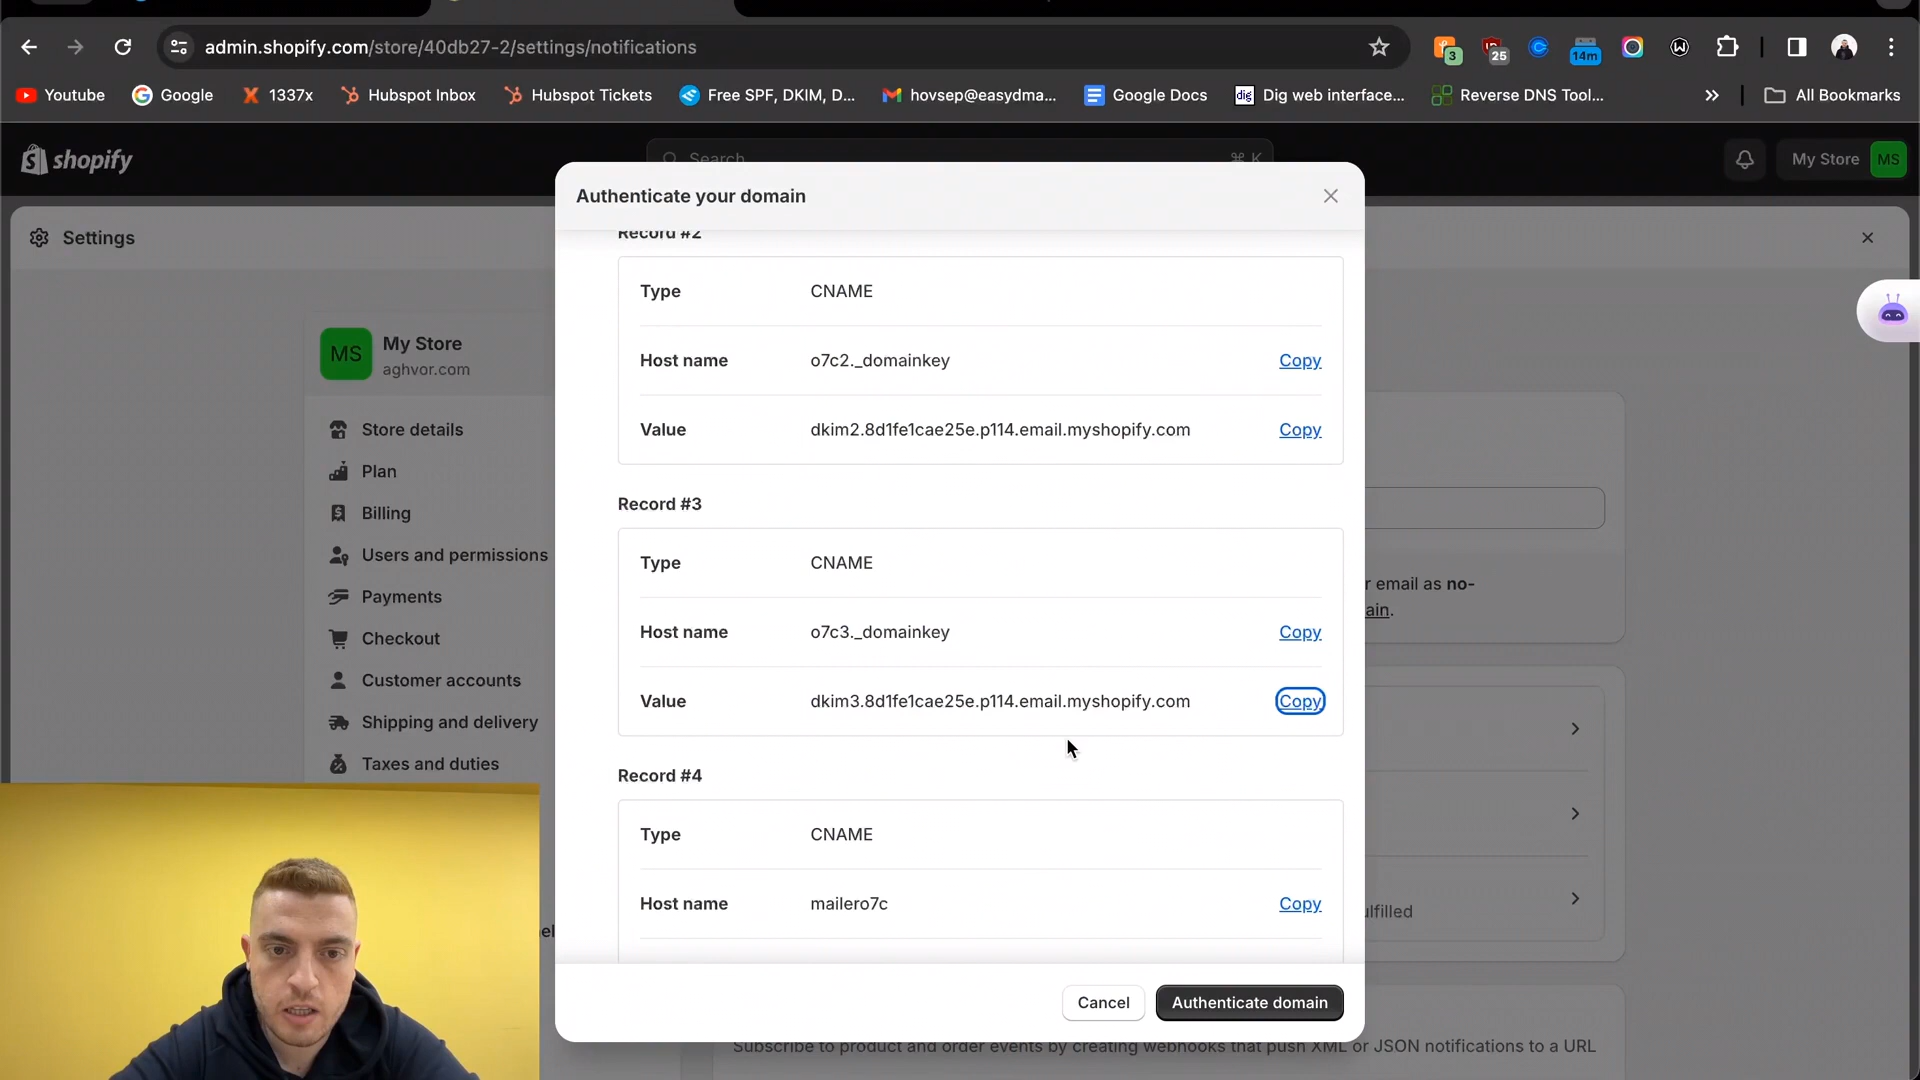 admin.shopify.com/store/40db27-2/settings/notifications
3
25
14m
Youtube
Google
1337x
Hubspot Inbox
Hubspot Tickets
Free SPF, DKIM, D...
hovsep@easydma...
Google Docs
dig
Dig web interface...
Reverse DNS Tool...
All Bookmarks
shopify
Search
⌘ K
My Store
MS
Settings
MS
My Store
aghvor.com
Store details
Plan
Billing
Users and permissions
Payments
Checkout
Customer accounts
Shipping and delivery
Taxes and duties
Authenticate your domain
Record #2
Type CNAME
Host name o7c2._domainkey Copy
Value dkim2.8d1fe1cae25e.p114.email.myshopify.com Copy
Record #3
Type CNAME
Host name o7c3._domainkey Copy
Value dkim3.8d1fe1cae25e.p114.email.myshopify.com Copy
Record #4
Type CNAME
Host name mailero7c Copy
Cancel
Authenticate domain
email as no-
ain.
ulfilled
Subscribe to product and order events by creating webhooks that push XML or JSON notifications to a URL